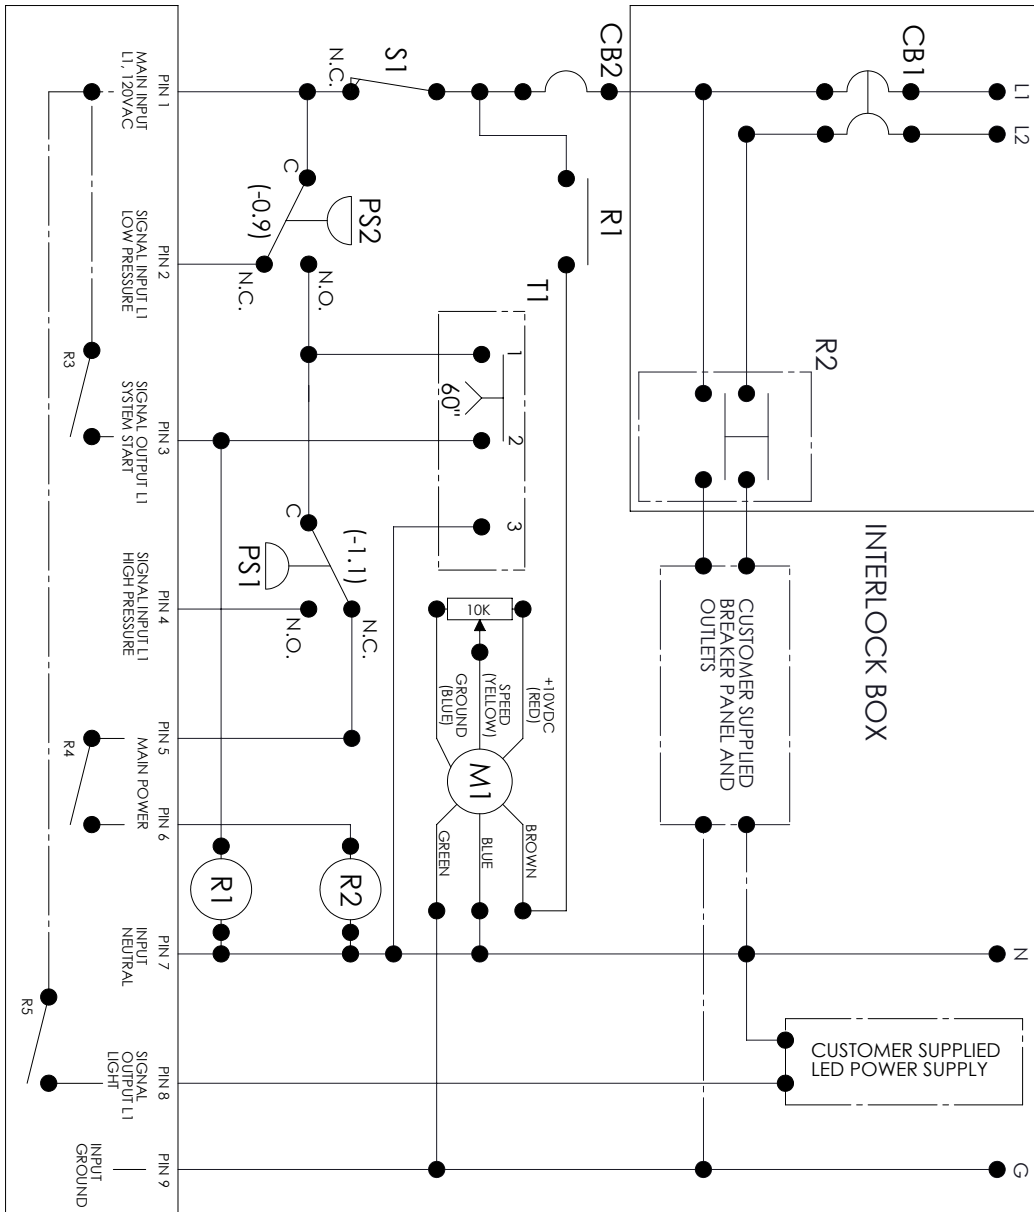 L1
L2
N
G
CB1
CB2
S1
N.C.
R1
R2
INTERLOCK BOX
CUSTOMER SUPPLIED
BREAKER PANEL AND
OUTLETS
CUSTOMER SUPPLIED
LED POWER SUPPLY
T1
1
2
3
60"
PS2
C
(-0.9)
N.C.
N.O.
C
(-1.1)
PS1
N.O.
N.C.
10K
+10VDC
(RED)
SPEED
(YELLOW)
GROUND
(BLUE)
M1
BROWN
BLUE
GREEN
R2
R1
PIN 1
MAIN INPUT
L1, 120VAC
PIN 2
SIGNAL INPUT L1
LOW PRESSURE
R3
PIN 3
SIGNAL OUTPUT L1
SYSTEM START
PIN 4
SIGNAL INPUT L1
HIGH PRESSURE
PIN 5
MAIN POWER
R4
PIN 6
PIN 7
INPUT
NEUTRAL
R5
PIN 8
SIGNAL
OUTPUT L1
LIGHT
PIN 9
INPUT
GROUND